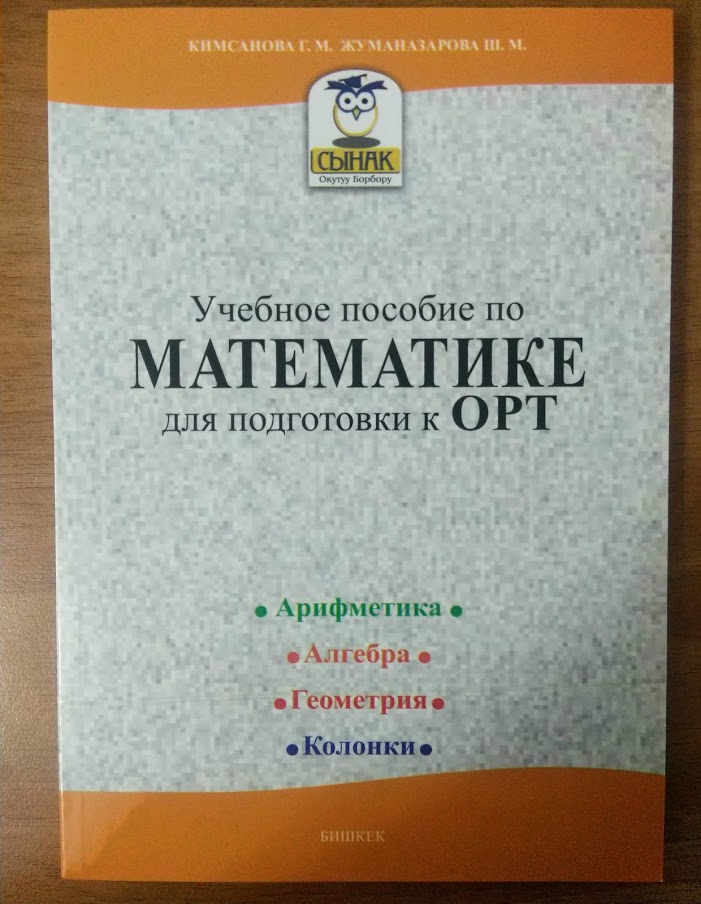 КИМСАНОВА Г. М. ЖУМАНАЗАРОВА Ш. М.
СЫНАК
Окутуу Борбору
Учебное пособие по
МАТЕМАТИКЕ
для подготовки к ОРТ
• Арифметика •
• Алгебра •
• Геометрия •
• Колонки •
БИШКЕК